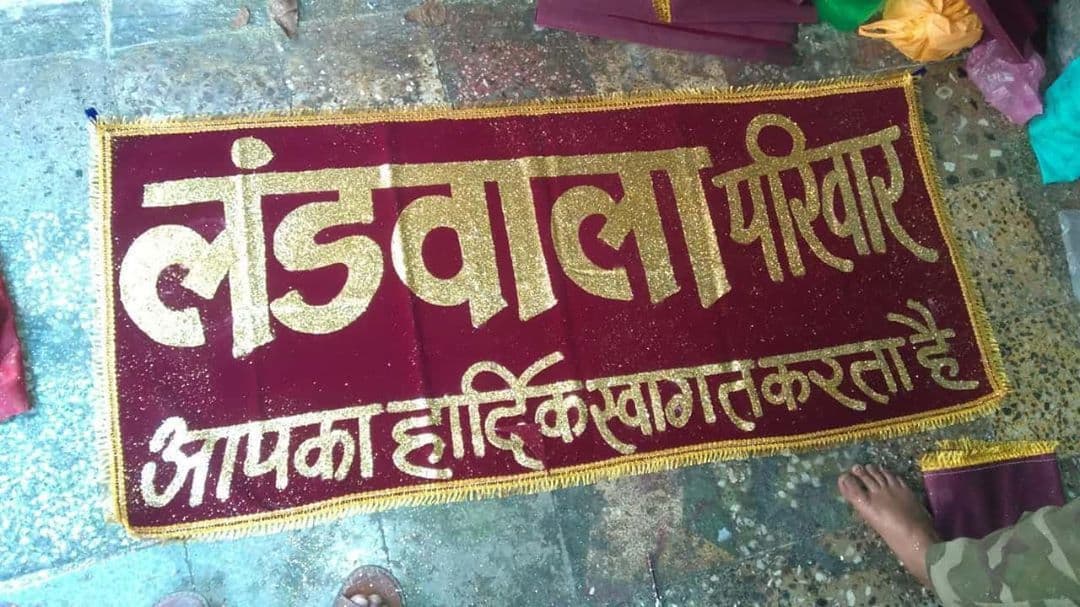 लंडवाला परिवार
आपका हार्दिक स्वागत करता है